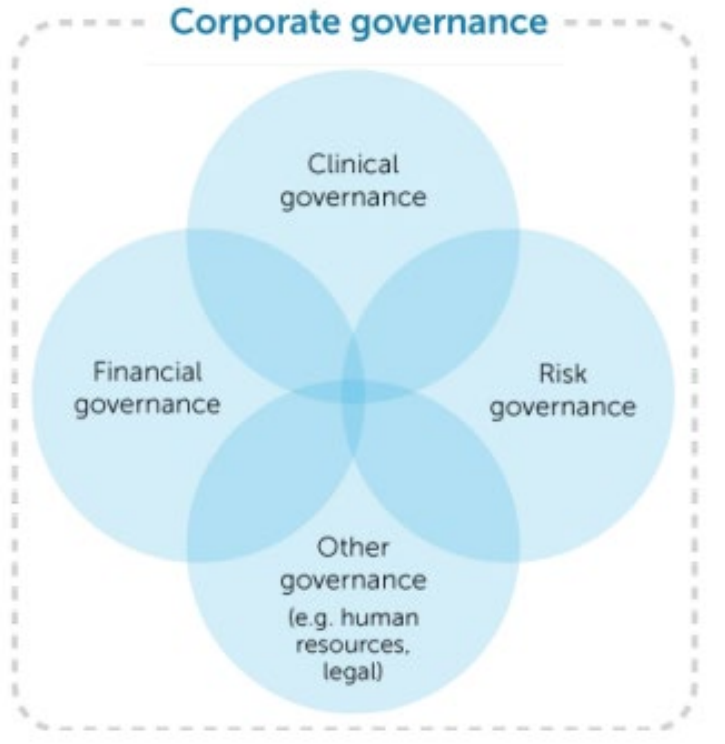 Corporate governance
Clinical
governance
Financial
governance
Risk
governance
Other
governance
(e.g. human
resources,
legal)